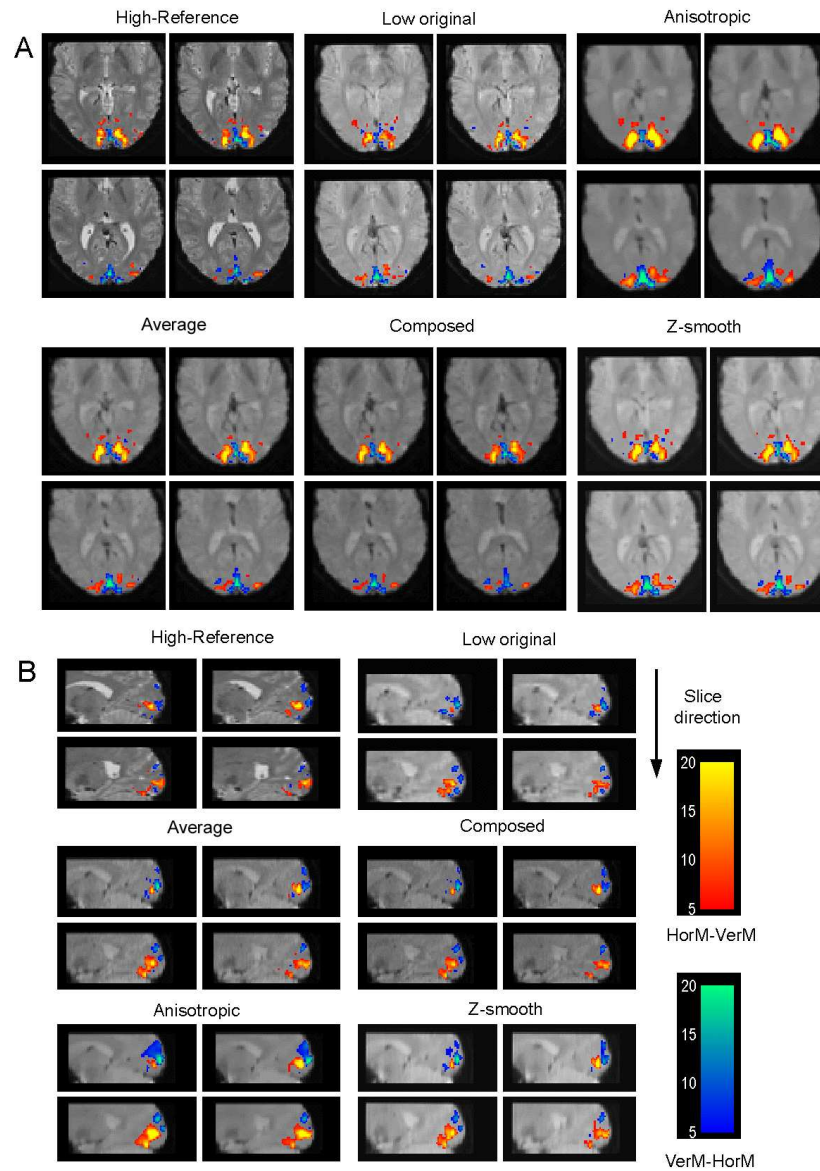 High-Reference
Low original
Anisotropic
A
Average
Composed
Z-smooth
High-Reference
Low original
B
Slice
direction
Average
Composed
20
15
10
5
HorM-VerM
Anisotropic
Z-smooth
20
15
10
5
VerM-HorM